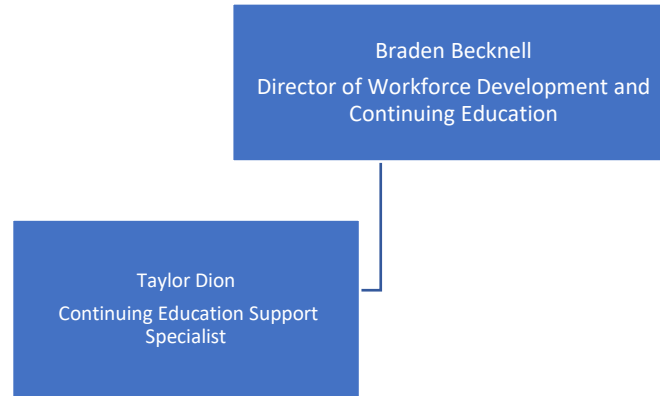 Braden Becknell
Director of Workforce Development and
Continuing Education
Taylor Dion
Continuing Education Support
Specialist